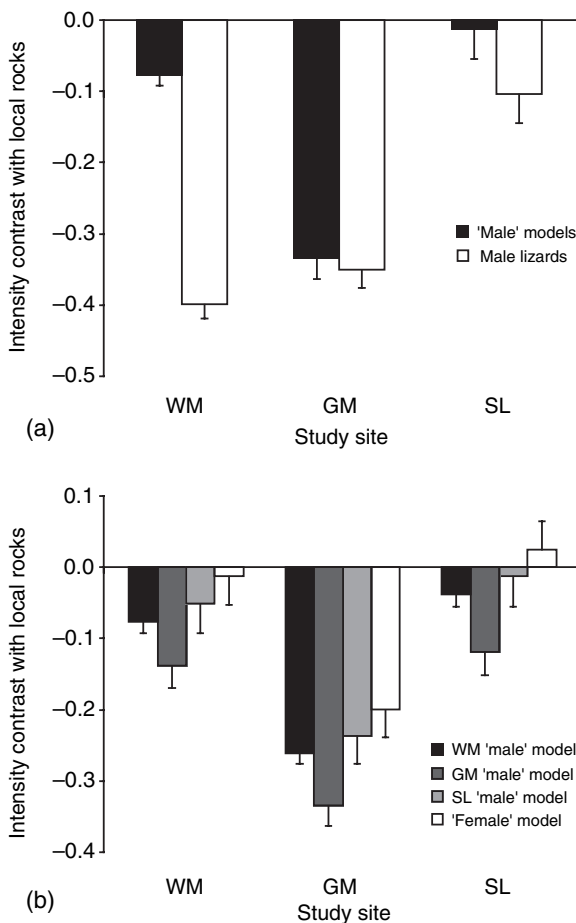 0.0
–0.1
–0.2
–0.3
–0.4
–0.5
Intensity contrast with local rocks
'Male' models
Male lizards
WM GM SL
Study site
(a)
0.1
0.0
–0.1
–0.2
–0.3
–0.4
Intensity contrast with local rocks
WM 'male' model
GM 'male' model
SL 'male' model
'Female' model
WM GM SL
Study site
(b)